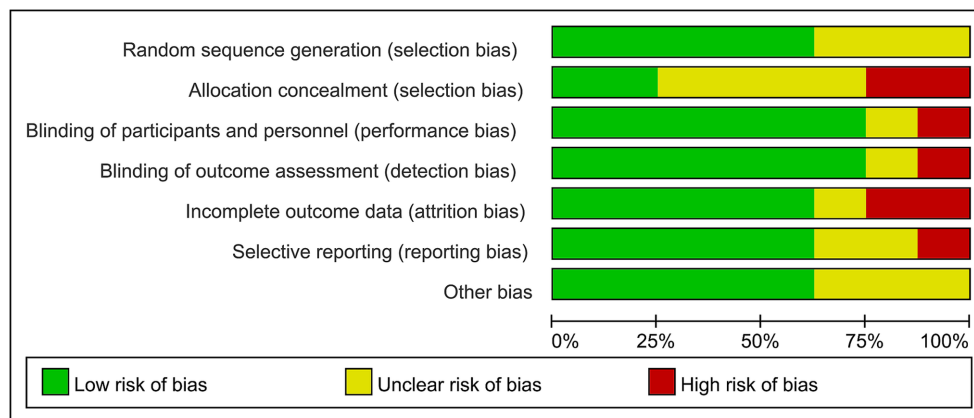 Random sequence generation (selection bias)
Allocation concealment (selection bias)
Blinding of participants and personnel (performance bias)
Blinding of outcome assessment (detection bias)
Incomplete outcome data (attrition bias)
Selective reporting (reporting bias)
Other bias
0% 25% 50% 75% 100%
Low risk of bias Unclear risk of bias High risk of bias